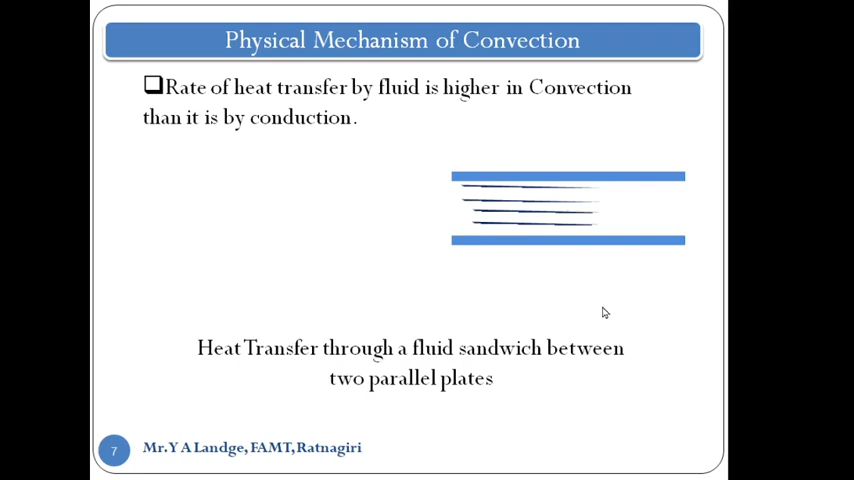 Physical Mechanism of Convection
Rate of heat transfer by fluid is higher in Convection
than it is by conduction.
Heat Transfer through a fluid sandwich between
two parallel plates
7
Mr.Y A Landge, FAMT, Ratnagiri